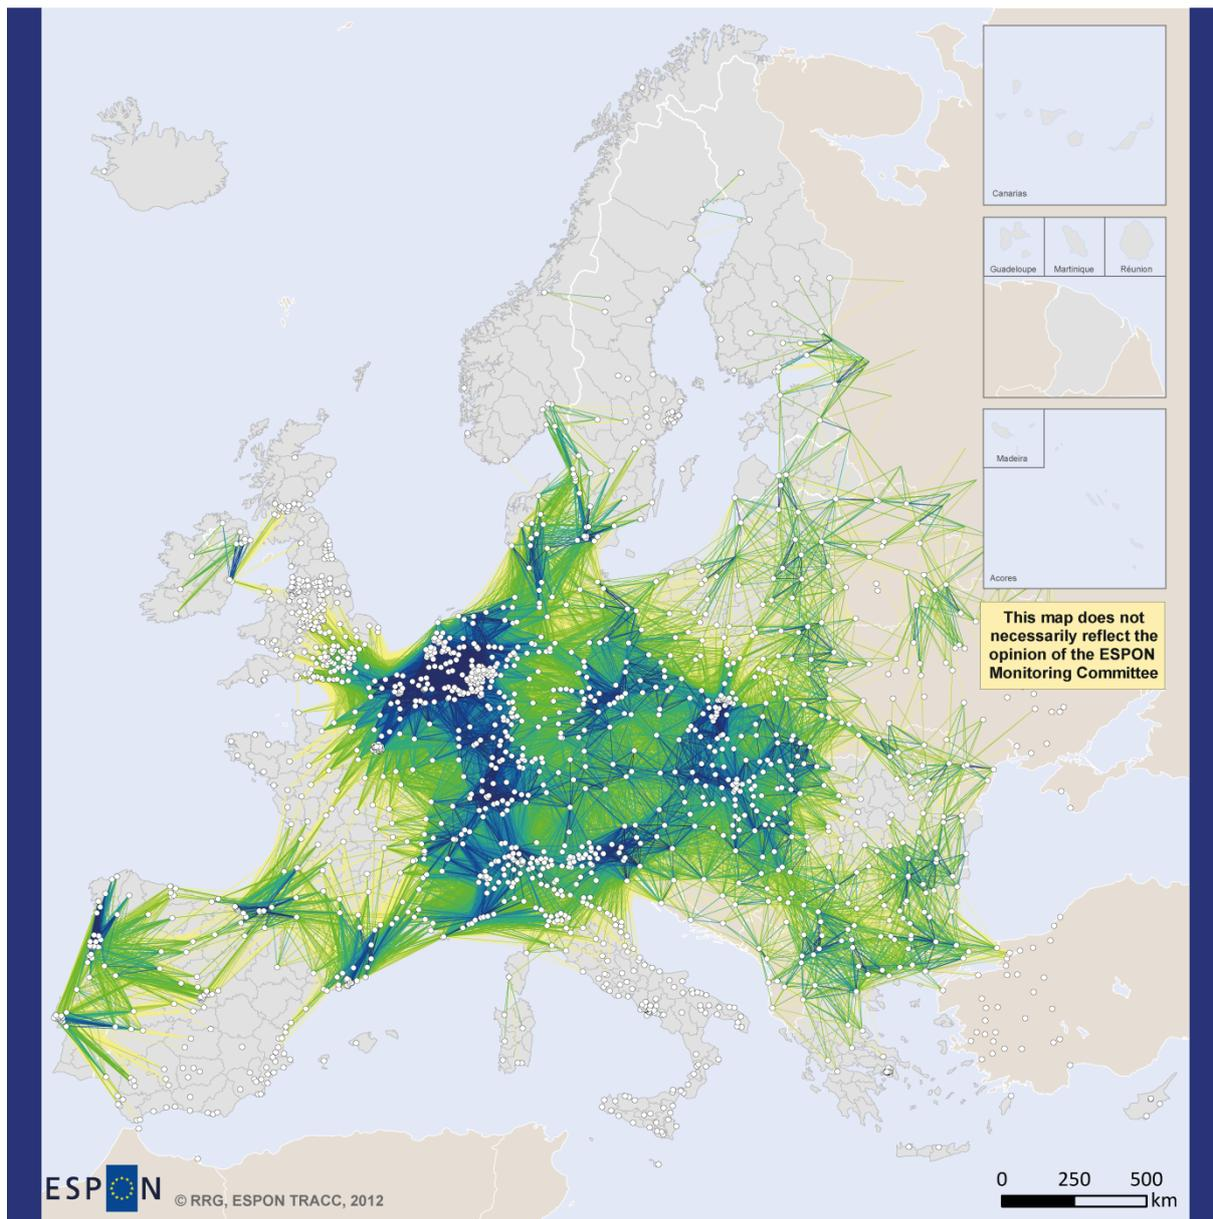 Canarias
Guadeloupe
Martinique
Réunion
Madeira
Acores
This map does not
necessarily reflect the
opinion of the ESPON
Monitoring Committee
ESPON
© RRG, ESPON TRACC, 2012
0 250 500
km